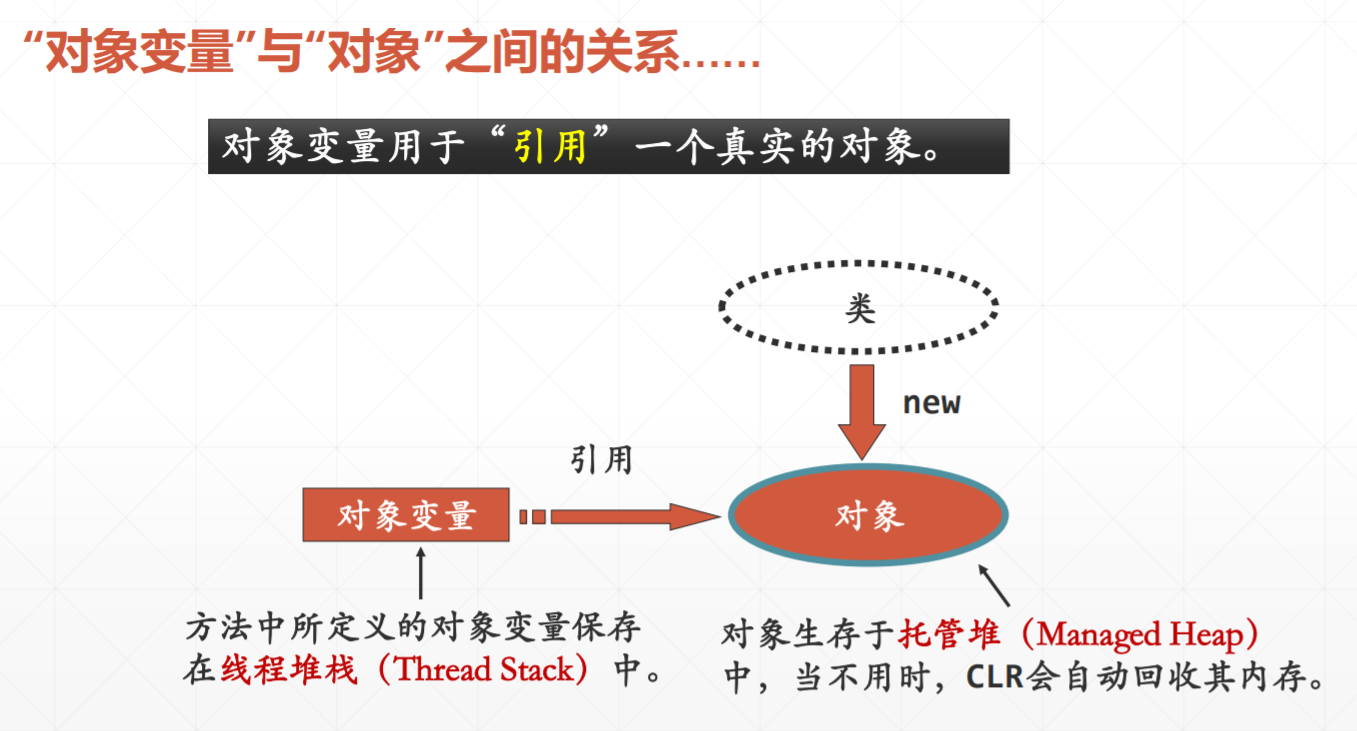 “对象变量”与“对象”之间的关系……
对象变量用于“引用”一个真实的对象。
类
new
引用
对象变量
对象
方法中所定义的对象变量保存
在线程堆栈（Thread Stack）中。
对象生存于托管堆（Managed Heap）
中，当不用时，CLR会自动回收其内存。